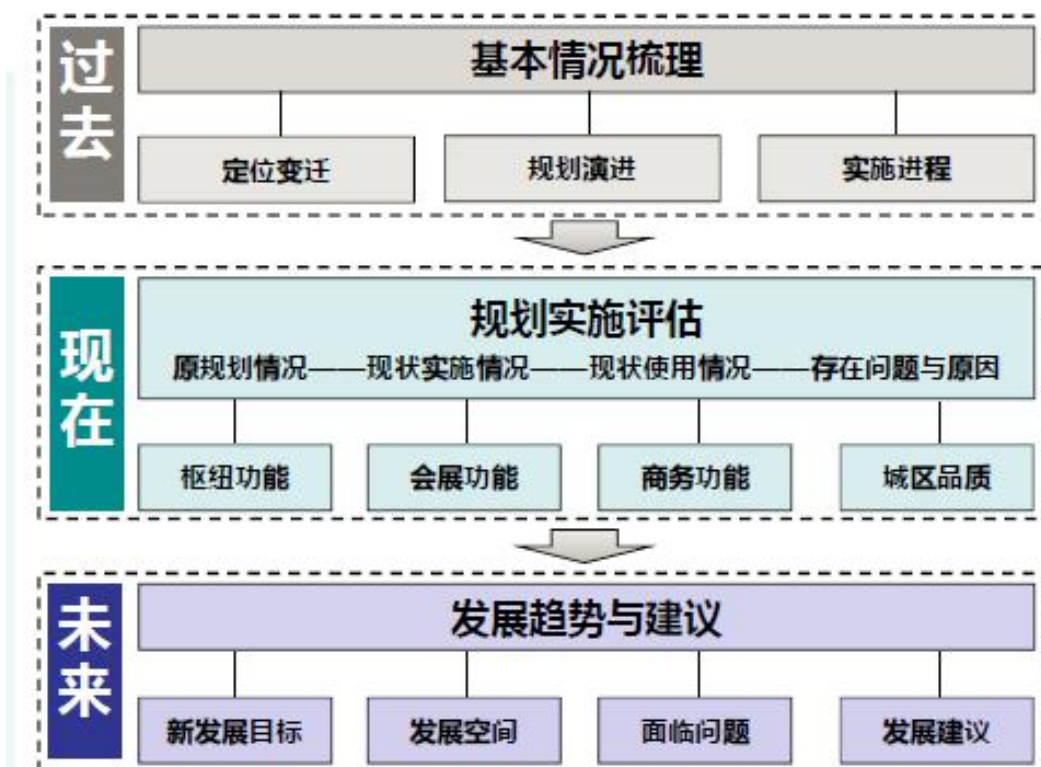 过去
基本情况梳理
定位变迁
规划演进
实施进程
现在
规划实施评估
原规划情况——现状实施情况——现状使用情况——存在问题与原因
枢纽功能
会展功能
商务功能
城区品质
未来
发展趋势与建议
新发展目标
发展空间
面临问题
发展建议